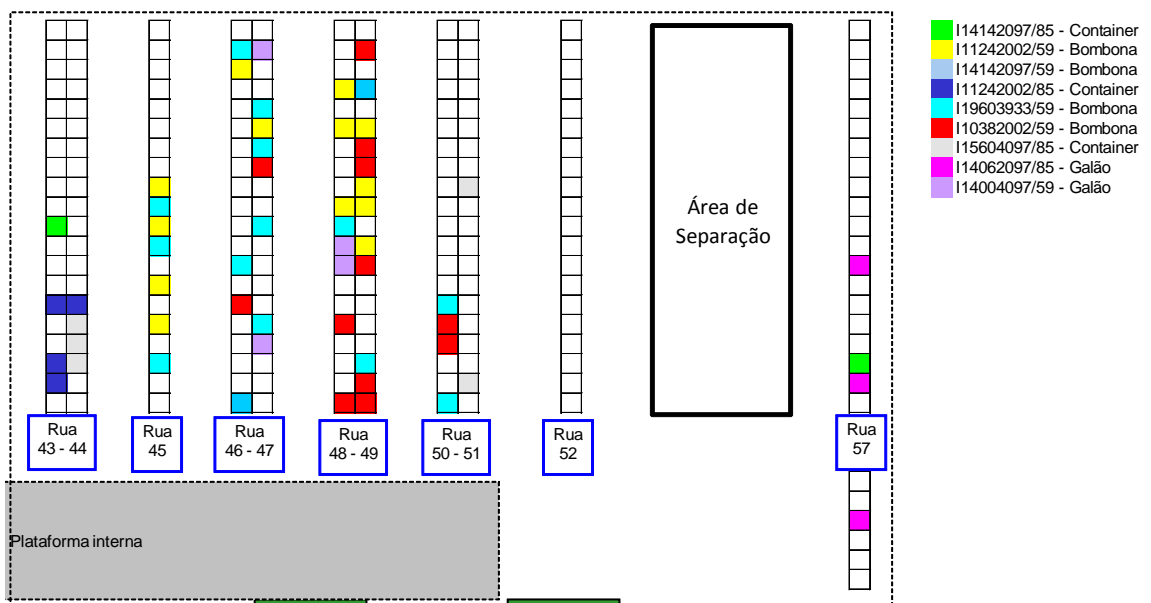 I14142097/85 - Container
I11242002/59 - Bombona
I14142097/59 - Bombona
I11242002/85 - Container
I19603933/59 - Bombona
I10382002/59 - Bombona
I15604097/85 - Container
I14062097/85 - Galão
I14004097/59 - Galão
Área de
Separação
Rua
43 - 44
Rua
45
Rua
46 - 47
Rua
48 - 49
Rua
50 - 51
Rua
52
Rua
57
Plataforma interna